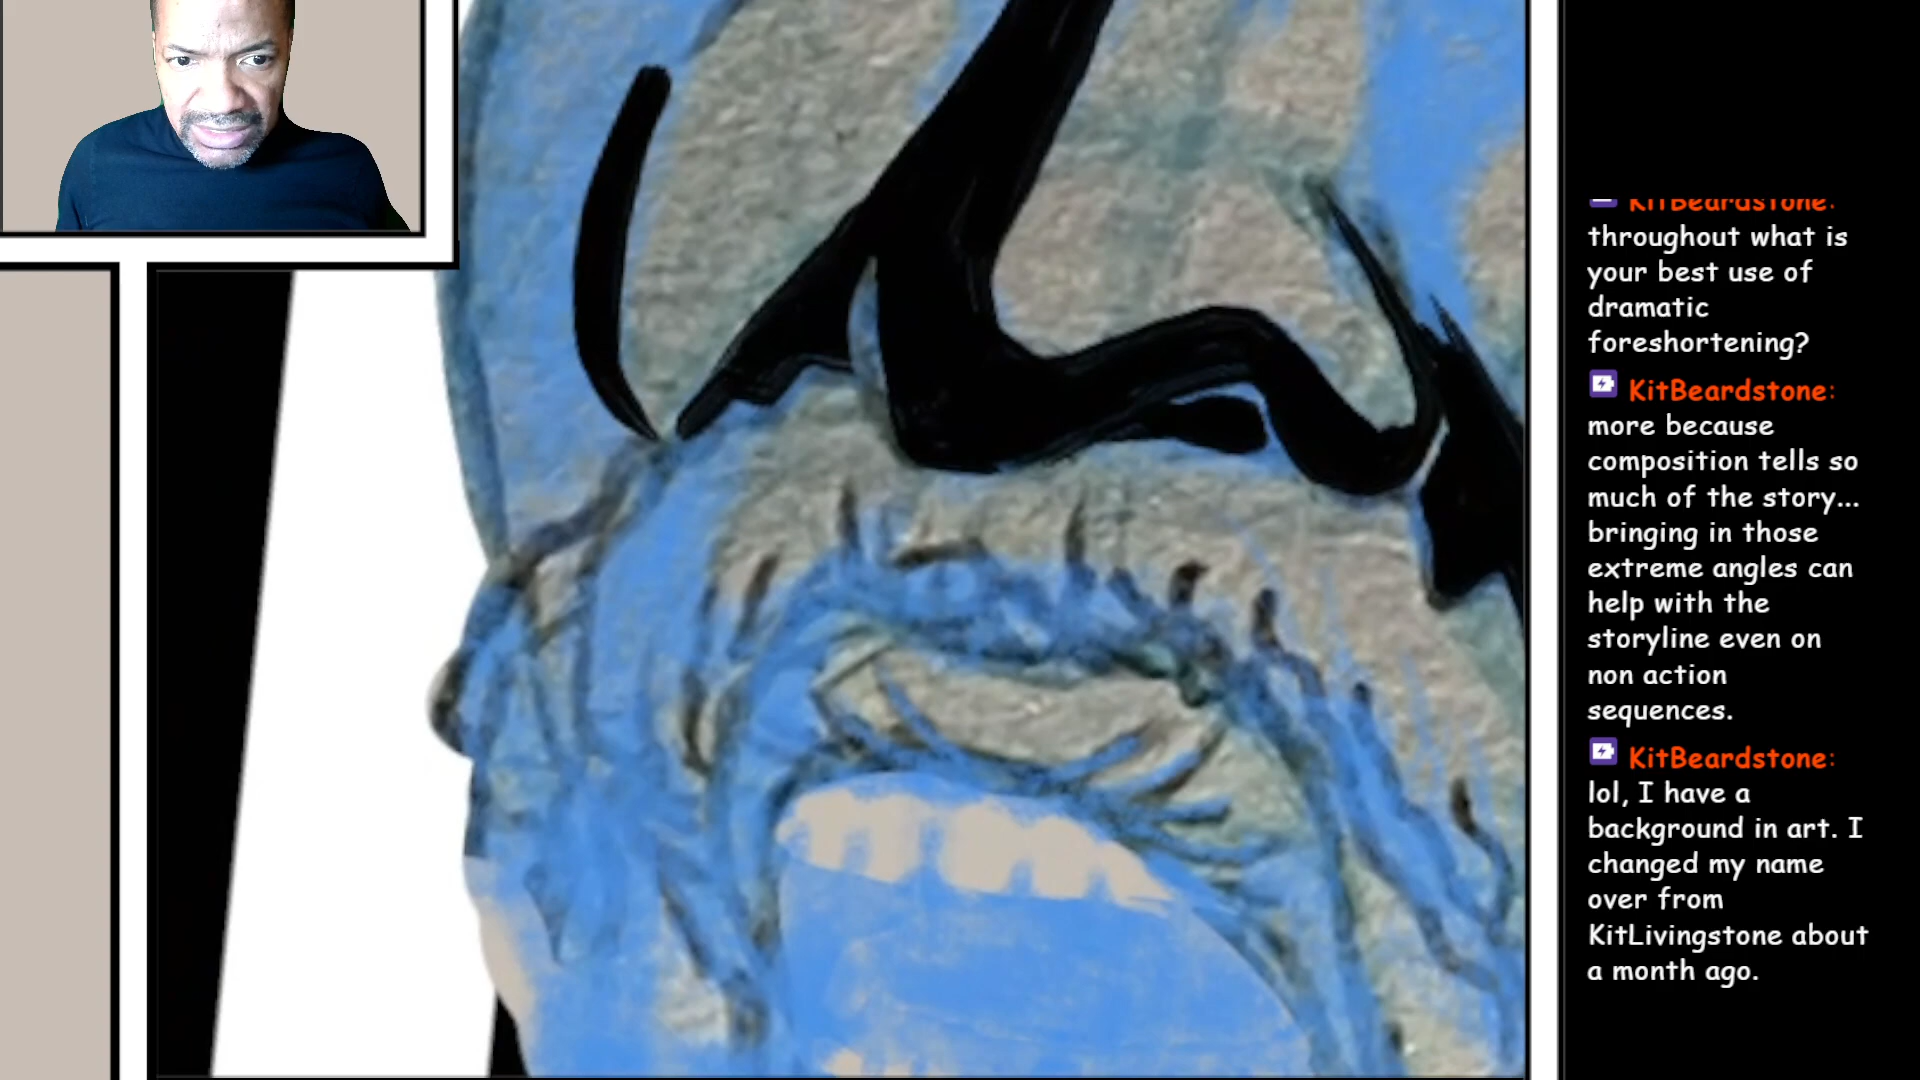 KitBeardstone:
throughout what is
your best use of
dramatic
foreshortening?
KitBeardstone:
more because
composition tells so
much of the story...
bringing in those
extreme angles can
help with the
storyline even on
non action
sequences.
KitBeardstone:
lol, I have a
background in art. I
changed my name
over from
KitLivingstone about
a month ago.